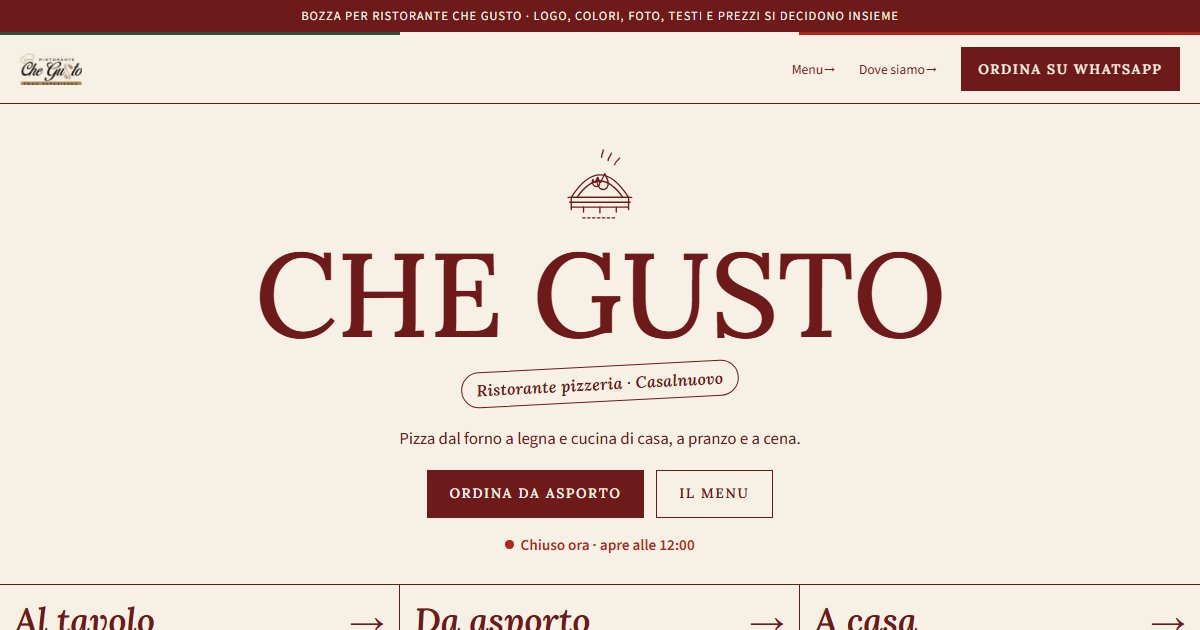 BOZZA PER RISTORANTE CHE GUSTO · LOGO, COLORI, FOTO, TESTI E PREZZI SI DECIDONO INSIEME
RISTORANTE
Che Gusto
Menu→
Dove siamo→
ORDINA SU WHATSAPP
CHE GUSTO
Ristorante pizzeria · Casalnuovo
Pizza dal forno a legna e cucina di casa, a pranzo e a cena.
ORDINA DA ASPORTO
IL MENU
Chiuso ora · apre alle 12:00
Al tavolo →
Da asporto →
A casa →